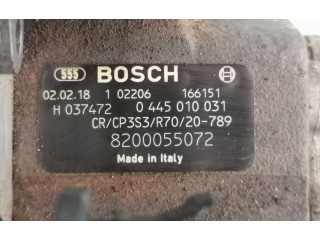 555 BOSCH
02.02.18 1 02206 166151
H 037472 0 445 010 031
CR/CP3S3/R70/20-789
8200055072
Made in Italy